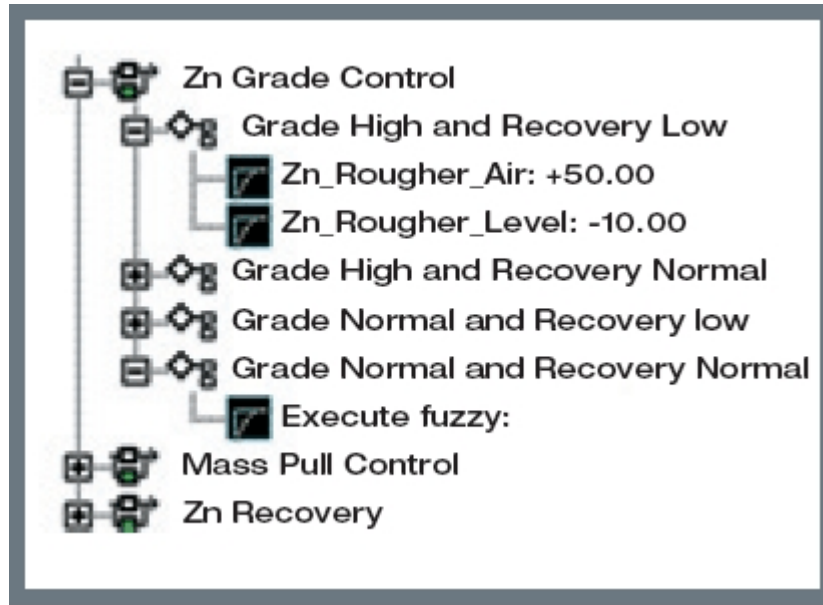 Zn Grade Control
Grade High and Recovery Low
Zn_Rougher_Air: +50.00
Zn_Rougher_Level: -10.00
Grade High and Recovery Normal
Grade Normal and Recovery low
Grade Normal and Recovery Normal
Execute fuzzy:
Mass Pull Control
Zn Recovery